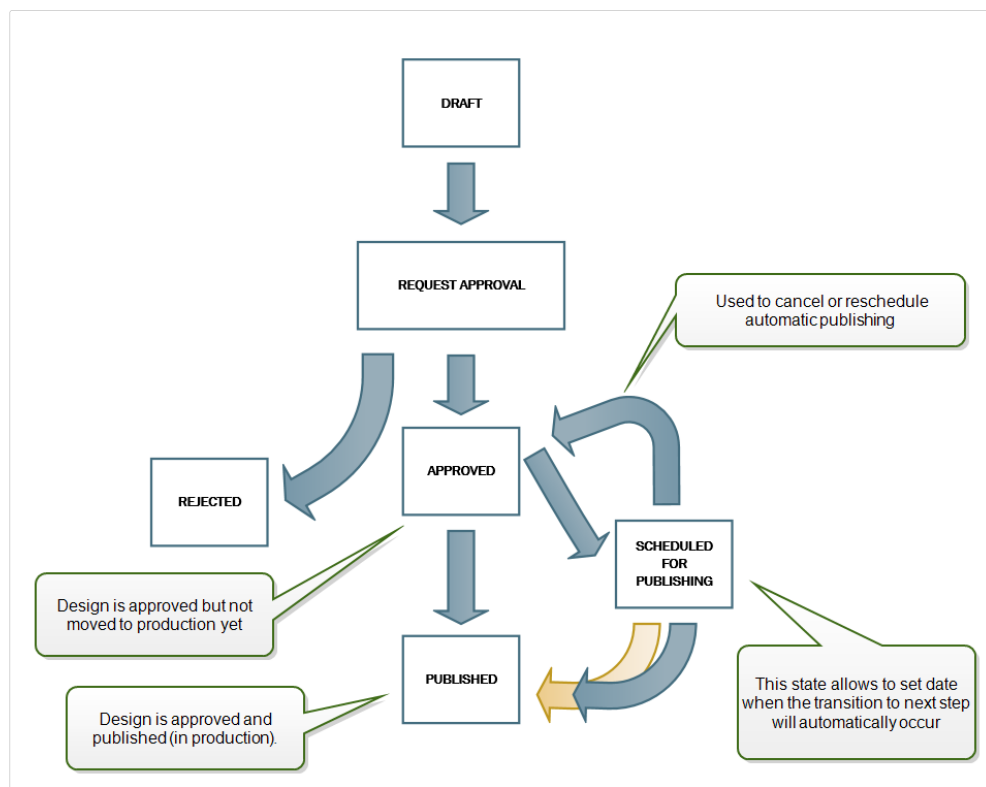 DRAFT
REQUEST APPROVAL
Used to cancel or reschedule
automatic publishing
APPROVED
REJECTED
SCHEDULED
FOR
PUBLISHING
Design is approved but not
moved to production yet
PUBLISHED
This state allows to set date
when the transition to next step
will automatically occur
Design is approved and
published (in production).